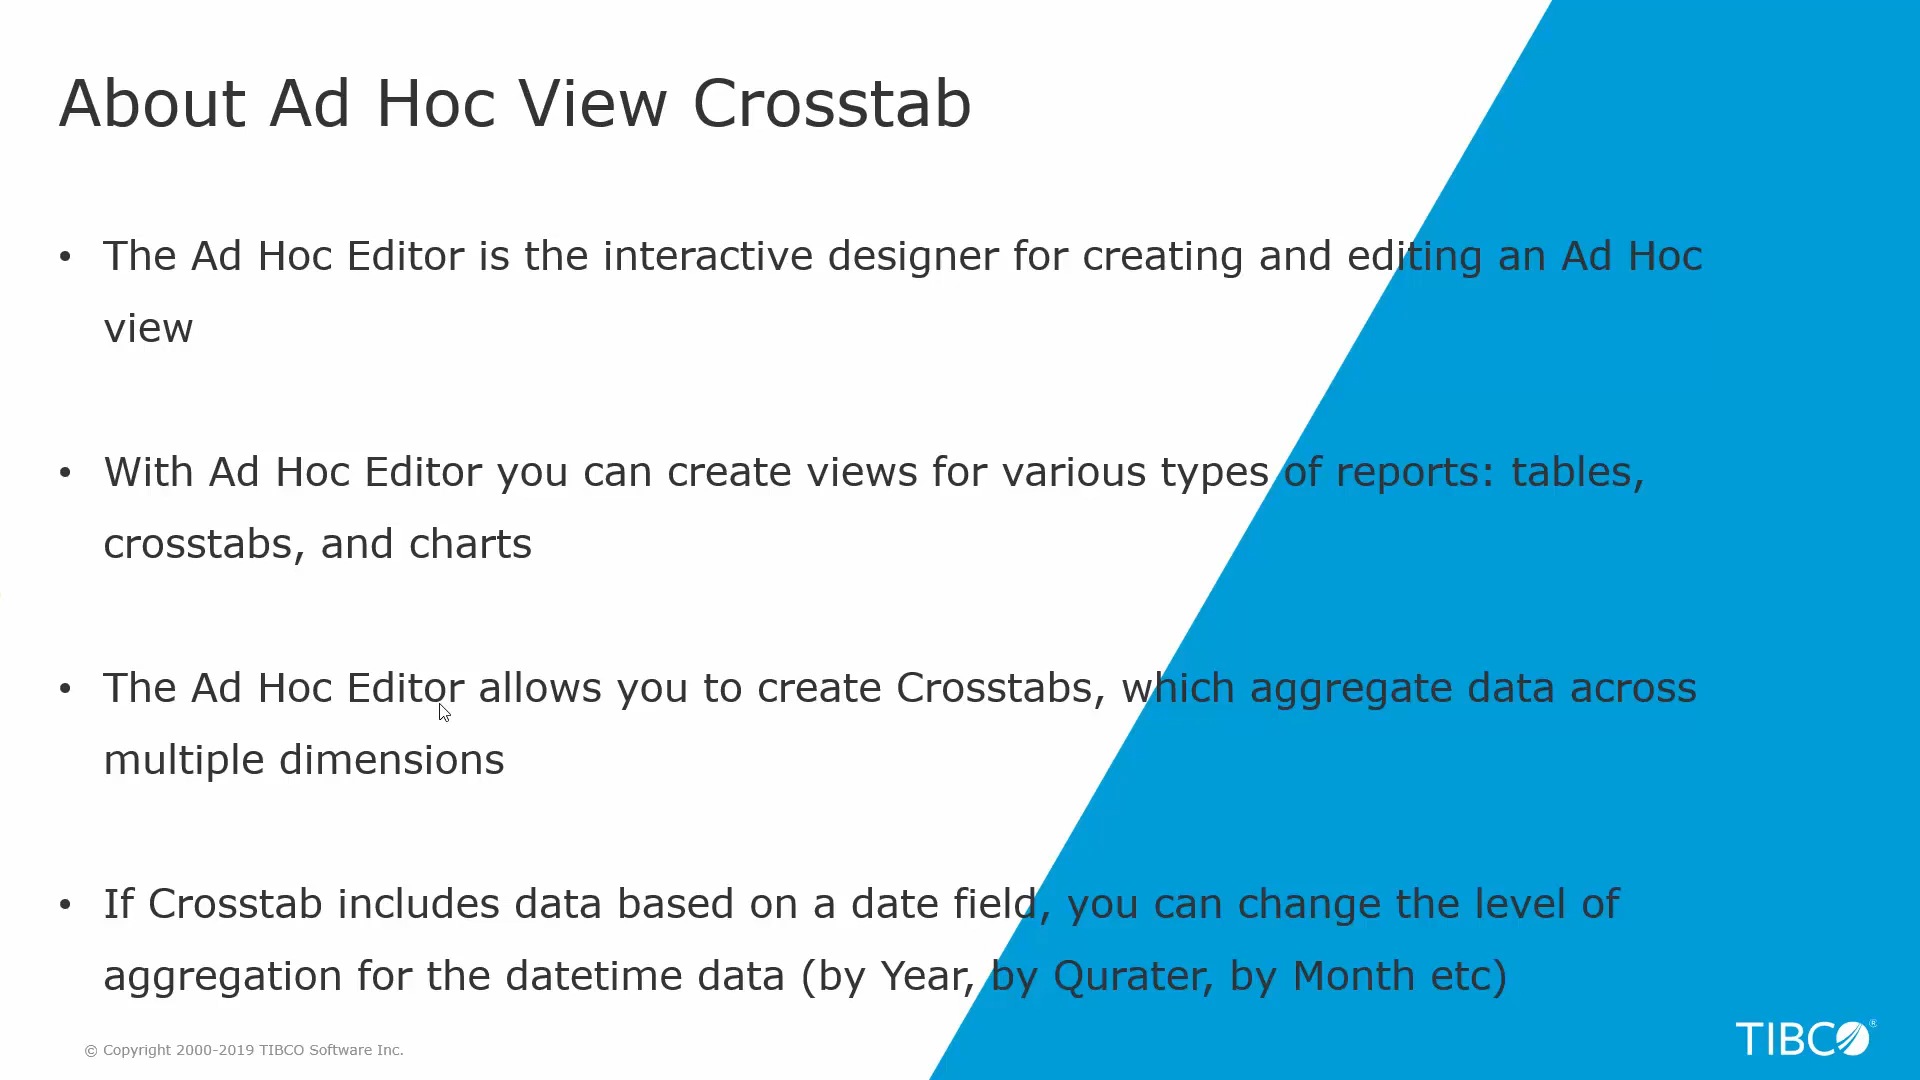 About Ad Hoc View Crosstab
• The Ad Hoc Editor is the interactive designer for creating and editing an Ad Hoc
view
• With Ad Hoc Editor you can create views for various types of reports: tables,
crosstabs, and charts
• The Ad Hoc Editor allows you to create Crosstabs, which aggregate data across
multiple dimensions
• If Crosstab includes data based on a date field, you can change the level of
aggregation for the datetime data (by Year, by Qurater, by Month etc)
© Copyright 2000-2019 TIBCO Software Inc.
TIBCO®